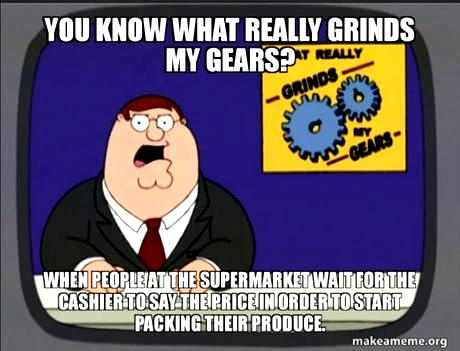 YOU KNOW WHAT REALLY GRINDS
MY GEARS?
AT REALLY
GRINDS
MY
GEARS
WHEN PEOPLE AT THE SUPERMARKET WAIT FOR THE
CASHIER TO SAY THE PRICE IN ORDER TO START
PACKING THEIR PRODUCE.
makeameme.org